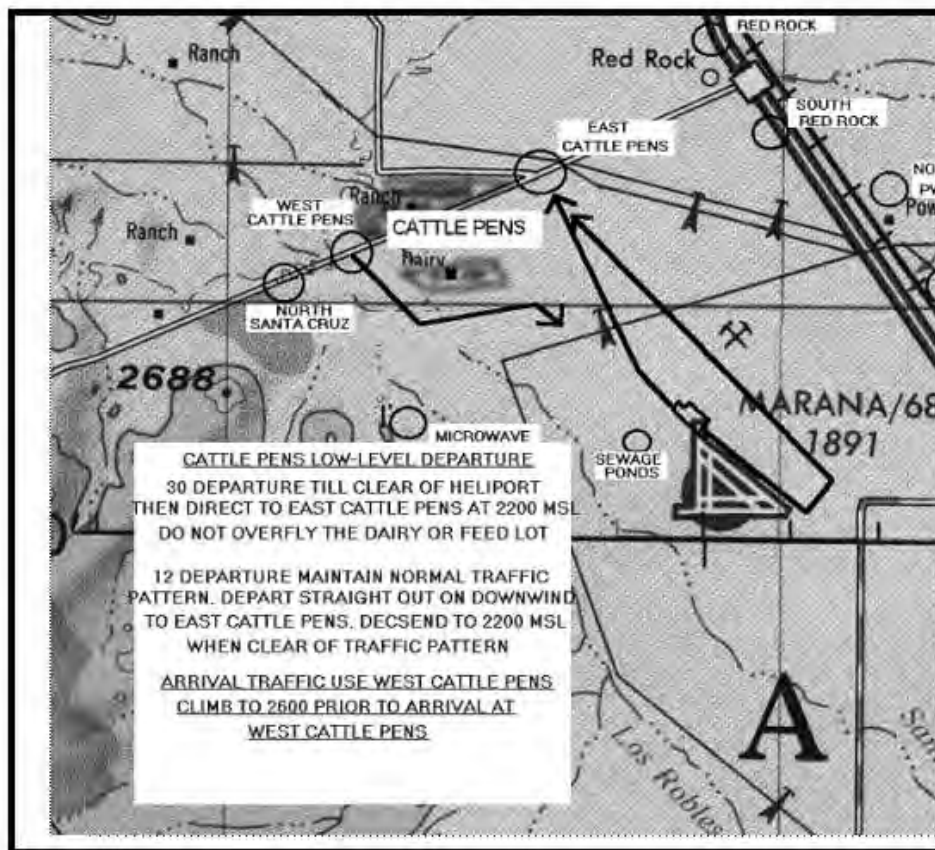 RED ROCK
Ranch
Red Rock
SOUTH
RED ROCK
EAST
CATTLE PENS
NO
PY
Pow
Ranch
WEST
CATTLE PENS
CATTLE PENS
Ranch
Dairy
NORTH
SANTA CRUZ
2688
MICROWAVE
MARANA/68
1891
SEWAGE
PONDS
CATTLE PENS LOW-LEVEL DEPARTURE
30 DEPARTURE TILL CLEAR OF HELIPORT
THEN DIRECT TO EAST CATTLE PENS AT 2200 MSL
DO NOT OVERFLY THE DAIRY OR FEED LOT
12 DEPARTURE MAINTAIN NORMAL TRAFFIC
PATTERN. DEPART STRAIGHT OUT ON DOWNWIND
TO EAST CATTLE PENS. DECSEND TO 2200 MSL
WHEN CLEAR OF TRAFFIC PATTERN
ARRIVAL TRAFFIC USE WEST CATTLE PENS
CLIMB TO 2600 PRIOR TO ARRIVAL AT
WEST CATTLE PENS
A
Los Robles
San